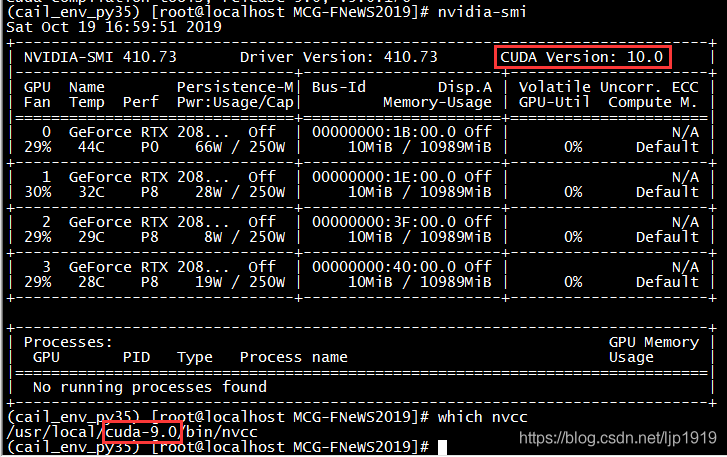 (cail_env_py35) [root@localhost MCG-FNeWS2019]# nvidia-smi
Sat Oct 19 16:59:51 2019
NVIDIA-SMI 410.73 Driver Version: 410.73 CUDA Version: 10.0
GPU Name Persistence-M| Bus-Id Disp.A | Volatile Uncorr. ECC
Fan Temp Perf Pwr:Usage/Cap| Memory-Usage | GPU-Util Compute M.
0 GeForce RTX 208... Off | 00000000:1B:00.0 Off | N/A
29% 44C P0 66W / 250W | 10MiB / 10989MiB | 0% Default
1 GeForce RTX 208... Off | 00000000:1E:00.0 Off | N/A
30% 32C P8 28W / 250W | 10MiB / 10989MiB | 0% Default
2 GeForce RTX 208... Off | 00000000:3F:00.0 Off | N/A
29% 29C P8 8W / 250W | 10MiB / 10989MiB | 0% Default
3 GeForce RTX 208... Off | 00000000:40:00.0 Off | N/A
29% 28C P8 19W / 250W | 10MiB / 10989MiB | 0% Default
Processes: GPU Memory
GPU PID Type Process name Usage
No running processes found
(cail_env_py35) [root@localhost MCG-FNeWS2019]# which nvcc
/usr/local/cuda-9.0/bin/nvcc
(cail_env_py35) [root@localhost MCG-FNeWS2019]#
https://blog.csdn.net/ljp1919